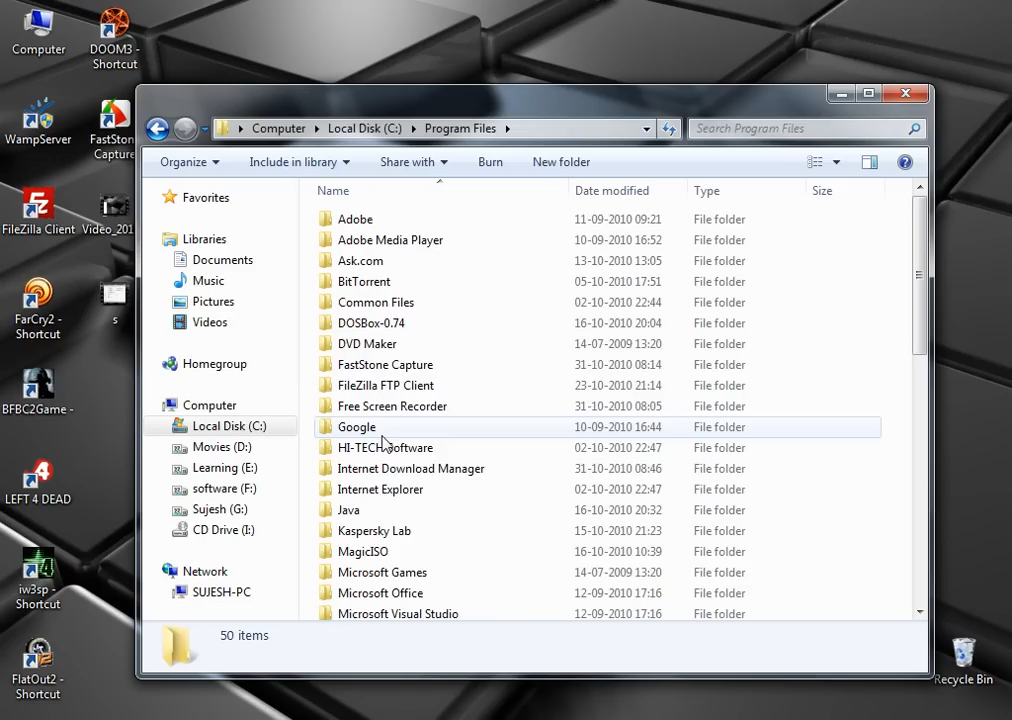 Computer
DOOM3 -
Shortcut
WampServer
FastStone
Capture
FileZilla Client
Video_201
FarCry2 -
Shortcut
s
BFBC2Game -
LEFT 4 DEAD
iw3sp -
Shortcut
FlatOut2 -
Shortcut
Recycle Bin
Computer Local Disk (C:) Program Files
Search Program Files
Organize Include in library Share with Burn New folder
Name Date modified Type Size
Favorites
Libraries
Documents
Music
Pictures
Videos
Homegroup
Computer
Local Disk (C:)
Movies (D:)
Learning (E:)
software (F:)
Sujesh (G:)
CD Drive (I:)
Network
SUJESH-PC
Adobe 11-09-2010 09:21 File folder
Adobe Media Player 10-09-2010 16:52 File folder
Ask.com 13-10-2010 13:05 File folder
BitTorrent 05-10-2010 17:51 File folder
Common Files 02-10-2010 22:44 File folder
DOSBox-0.74 16-10-2010 20:04 File folder
DVD Maker 14-07-2009 13:20 File folder
FastStone Capture 31-10-2010 08:14 File folder
FileZilla FTP Client 23-10-2010 21:14 File folder
Free Screen Recorder 31-10-2010 08:05 File folder
Google 10-09-2010 16:44 File folder
HI-TECH Software 02-10-2010 22:47 File folder
Internet Download Manager 31-10-2010 08:46 File folder
Internet Explorer 02-10-2010 22:47 File folder
Java 16-10-2010 20:32 File folder
Kaspersky Lab 15-10-2010 21:23 File folder
MagicISO 16-10-2010 10:39 File folder
Microsoft Games 14-07-2009 13:20 File folder
Microsoft Office 12-09-2010 17:16 File folder
Microsoft Visual Studio 12-09-2010 17:16 File folder
50 items